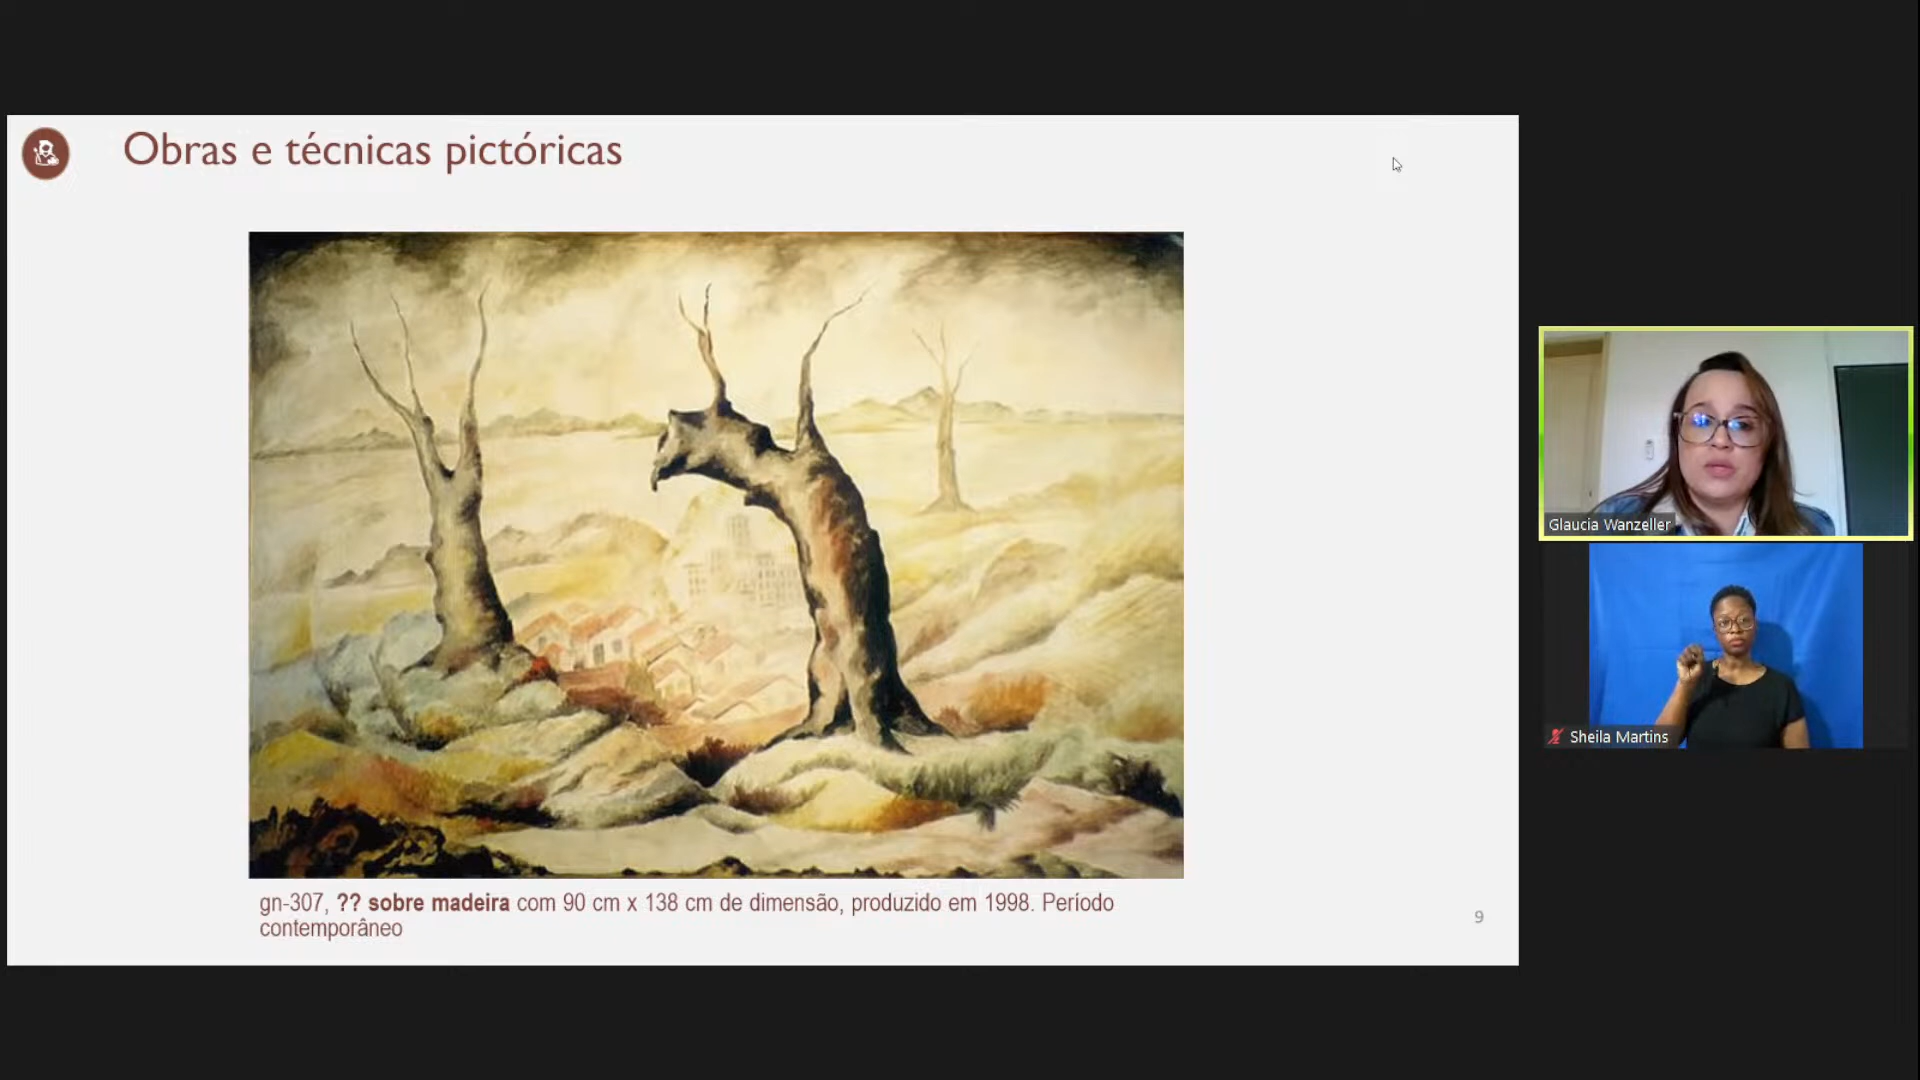 Obras e técnicas pictóricas
gn-307, ?? sobre madeira com 90 cm x 138 cm de dimensão, produzido em 1998. Período
contemporâneo
9
Glaucia Wanzeller
Sheila Martins